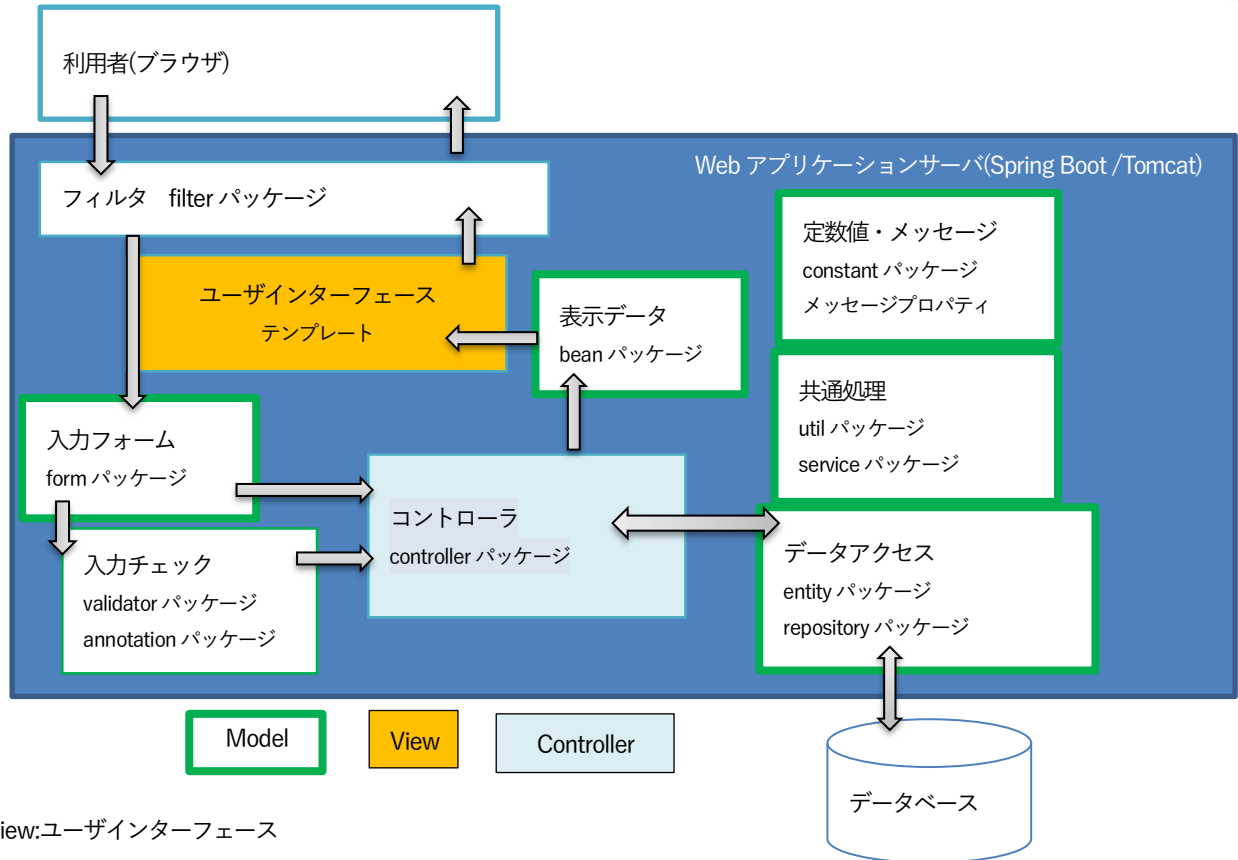 利用者(ブラウザ)
Web アプリケーションサーバ(Spring Boot /Tomcat)
フィルタ filter パッケージ
定数値・メッセージ
constant パッケージ
メッセージプロパティ
ユーザインターフェース
テンプレート
表示データ
bean パッケージ
共通処理
util パッケージ
service パッケージ
入力フォーム
form パッケージ
コントローラ
controller パッケージ
入力チェック
validator パッケージ
annotation パッケージ
データアクセス
entity パッケージ
repository パッケージ
Model
View
Controller
データベース
iew:ユーザインターフェース